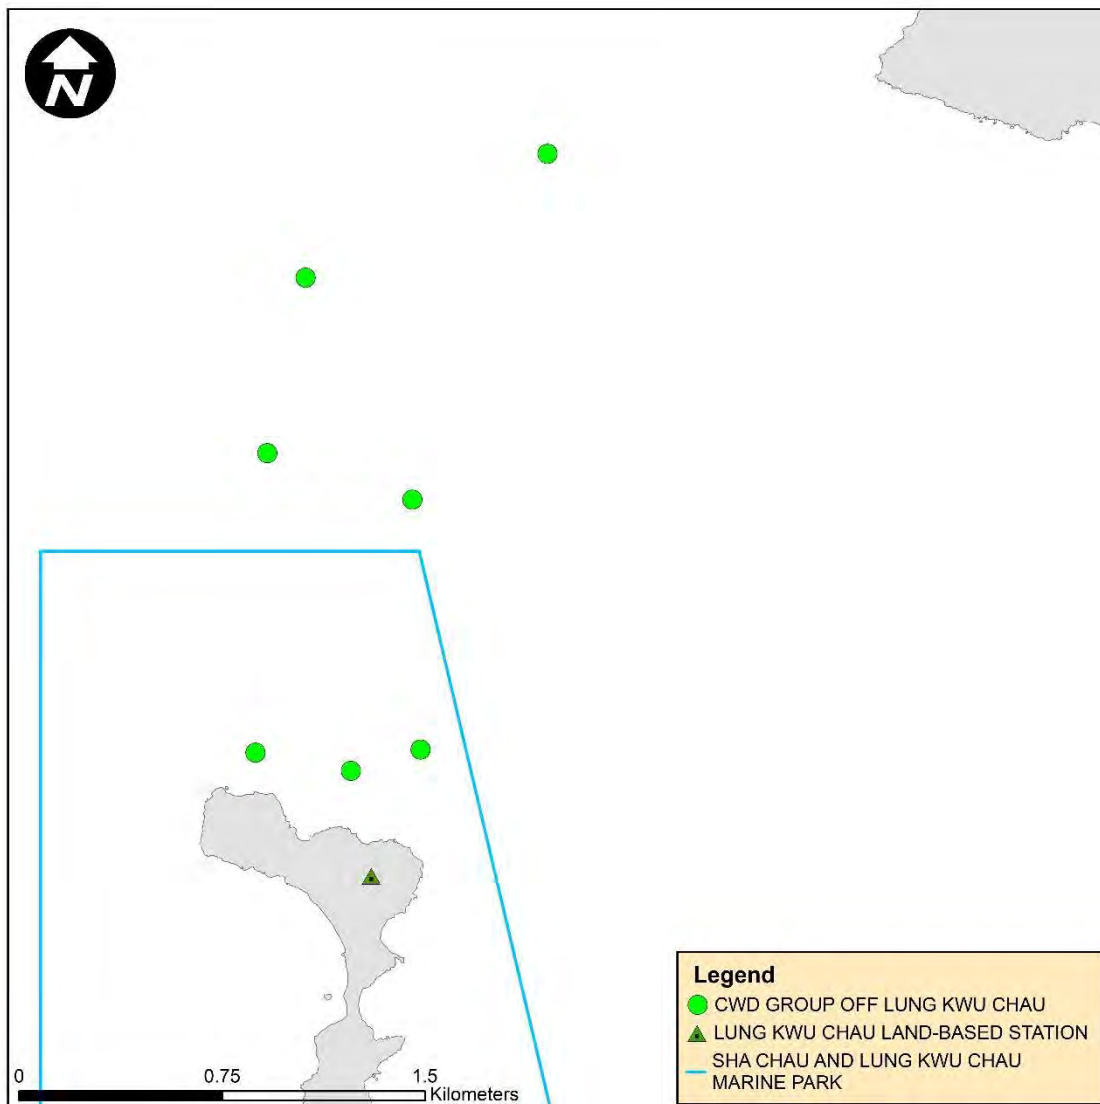 N
Legend
CWD GROUP OFF LUNG KWU CHAU
LUNG KWU CHAU LAND-BASED STATION
SHA CHAU AND LUNG KWU CHAU
MARINE PARK
0 0.75 1.5
Kilometers